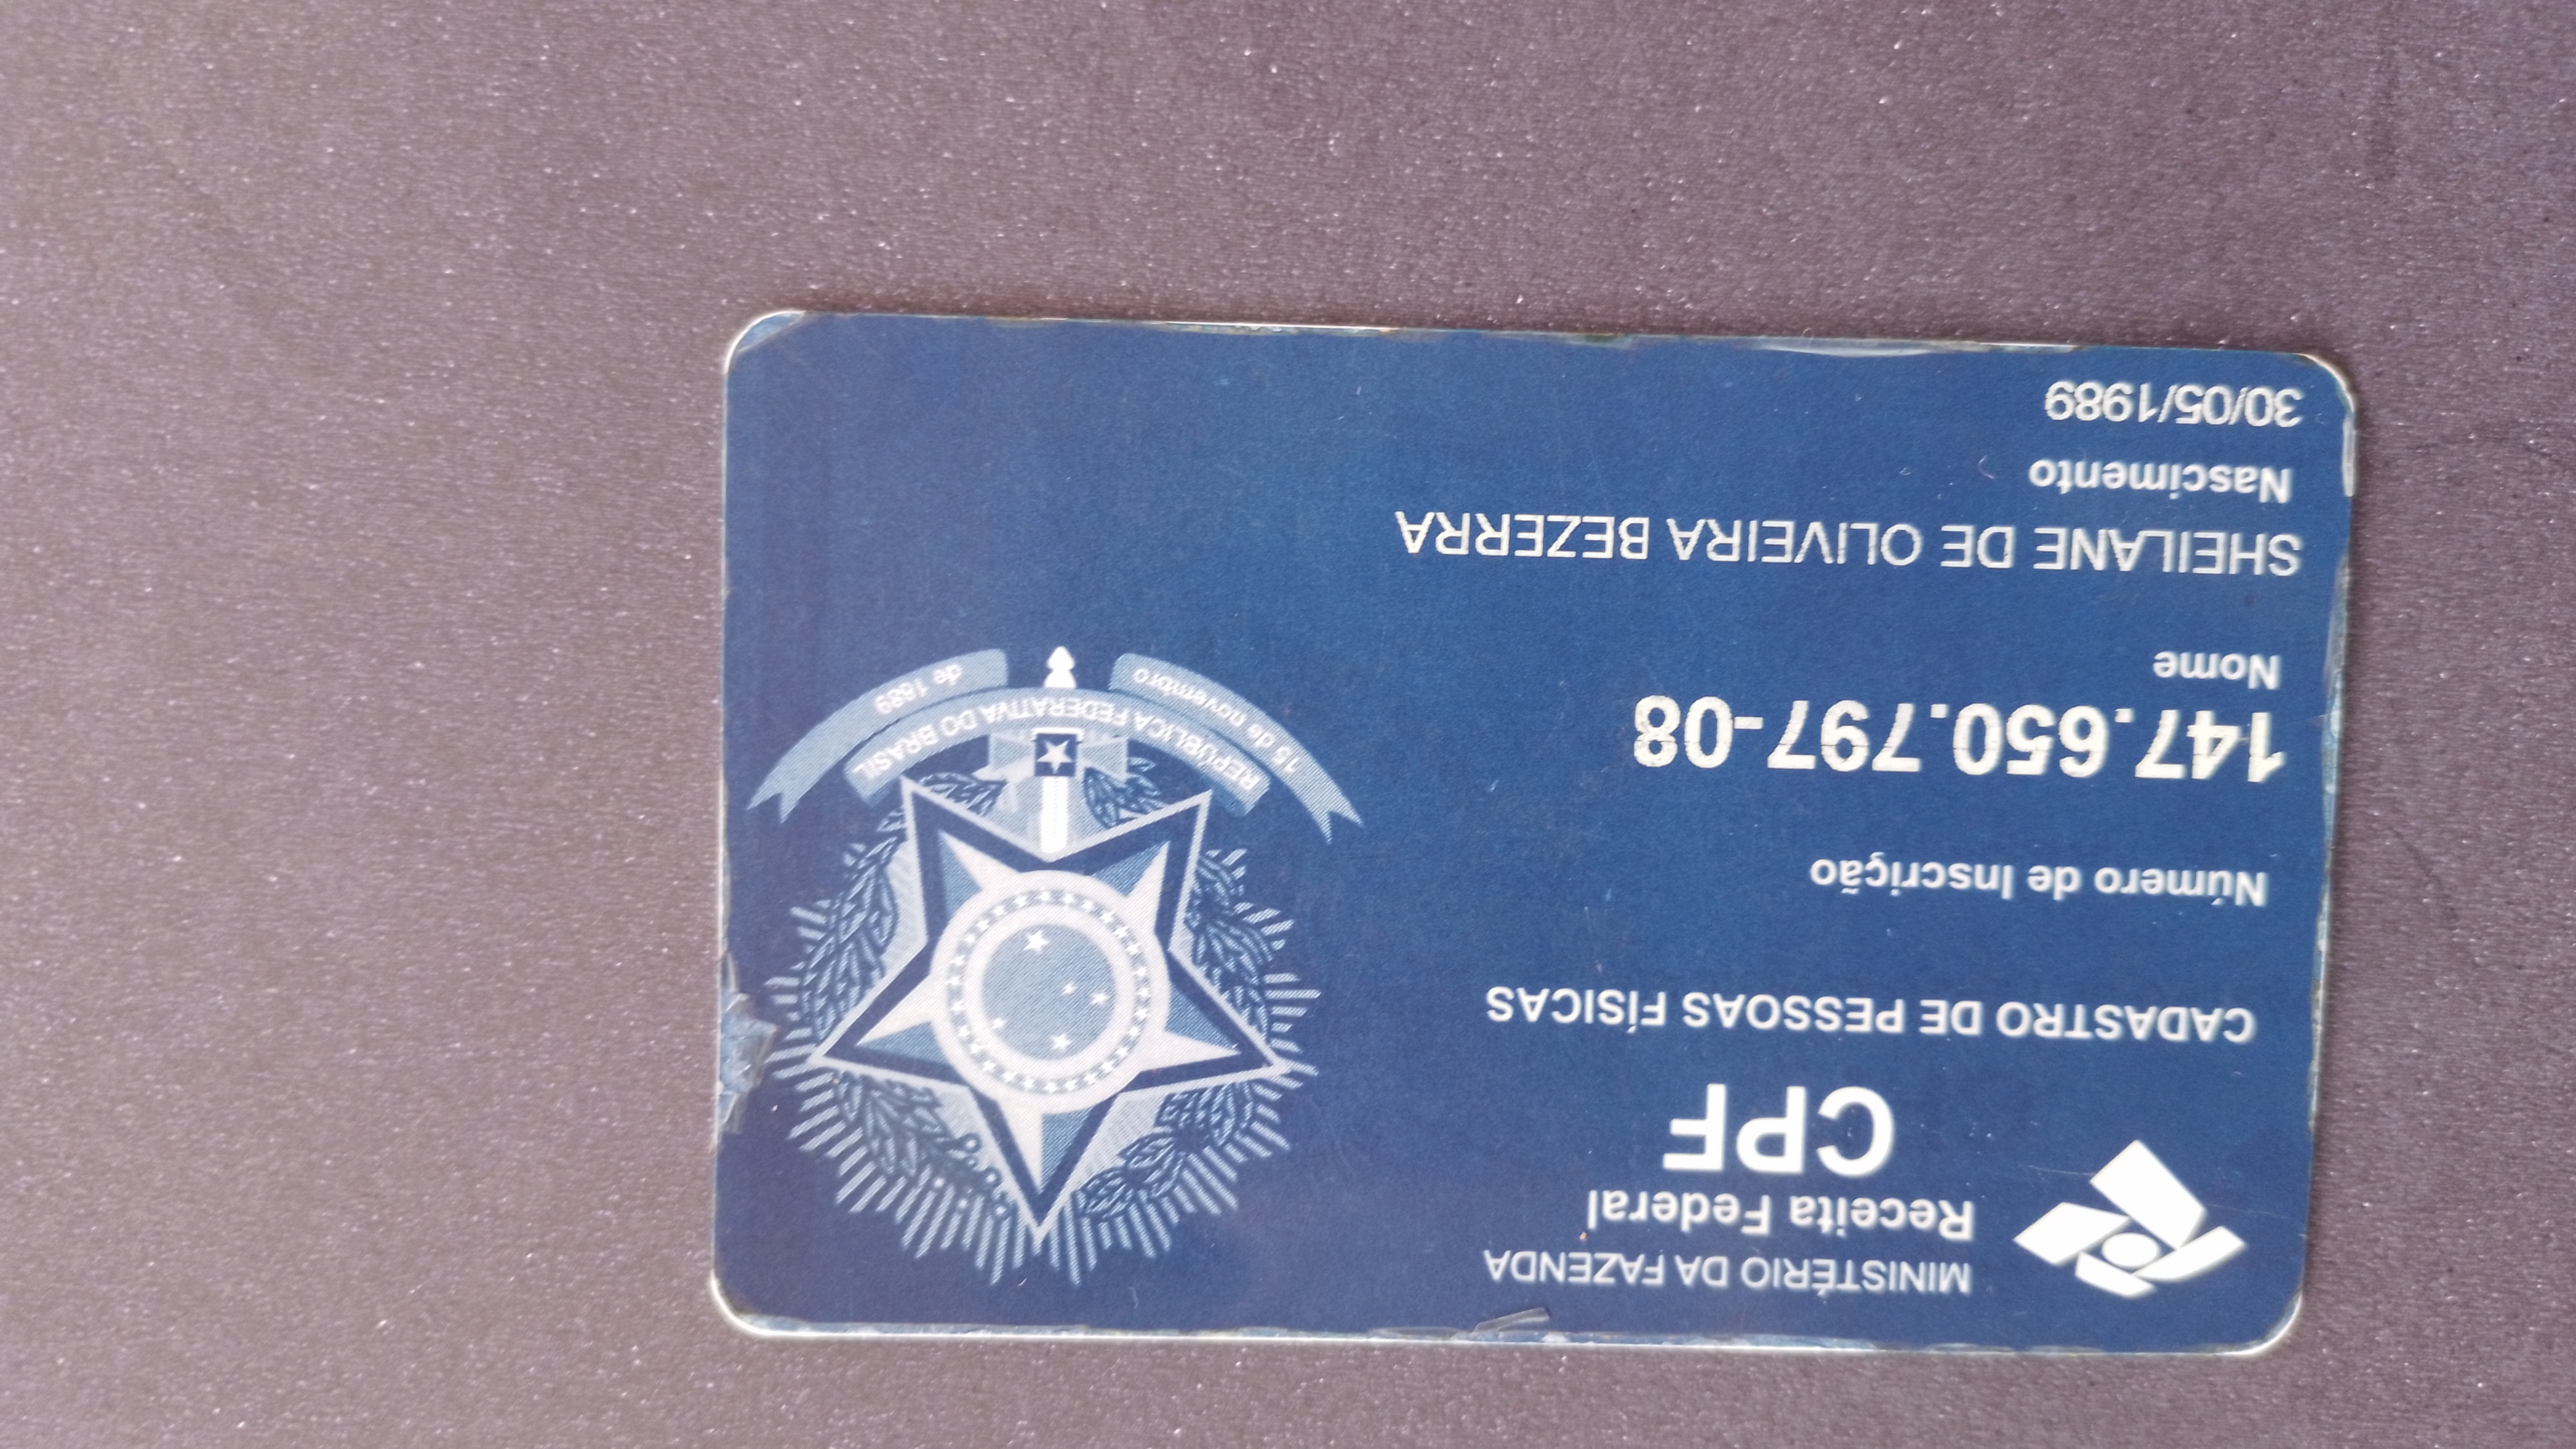 MINISTÉRIO DA FAZENDA
Receita Federal
CPF
CADASTRO DE PESSOAS FÍSICAS
Número de Inscrição
147.650.797-08
Nome
SHEILANE DE OLIVEIRA BEZERRA
Nascimento
30/05/1989
REPÚBLICA FEDERATIVA DO BRASIL
15 de novembro de 1889